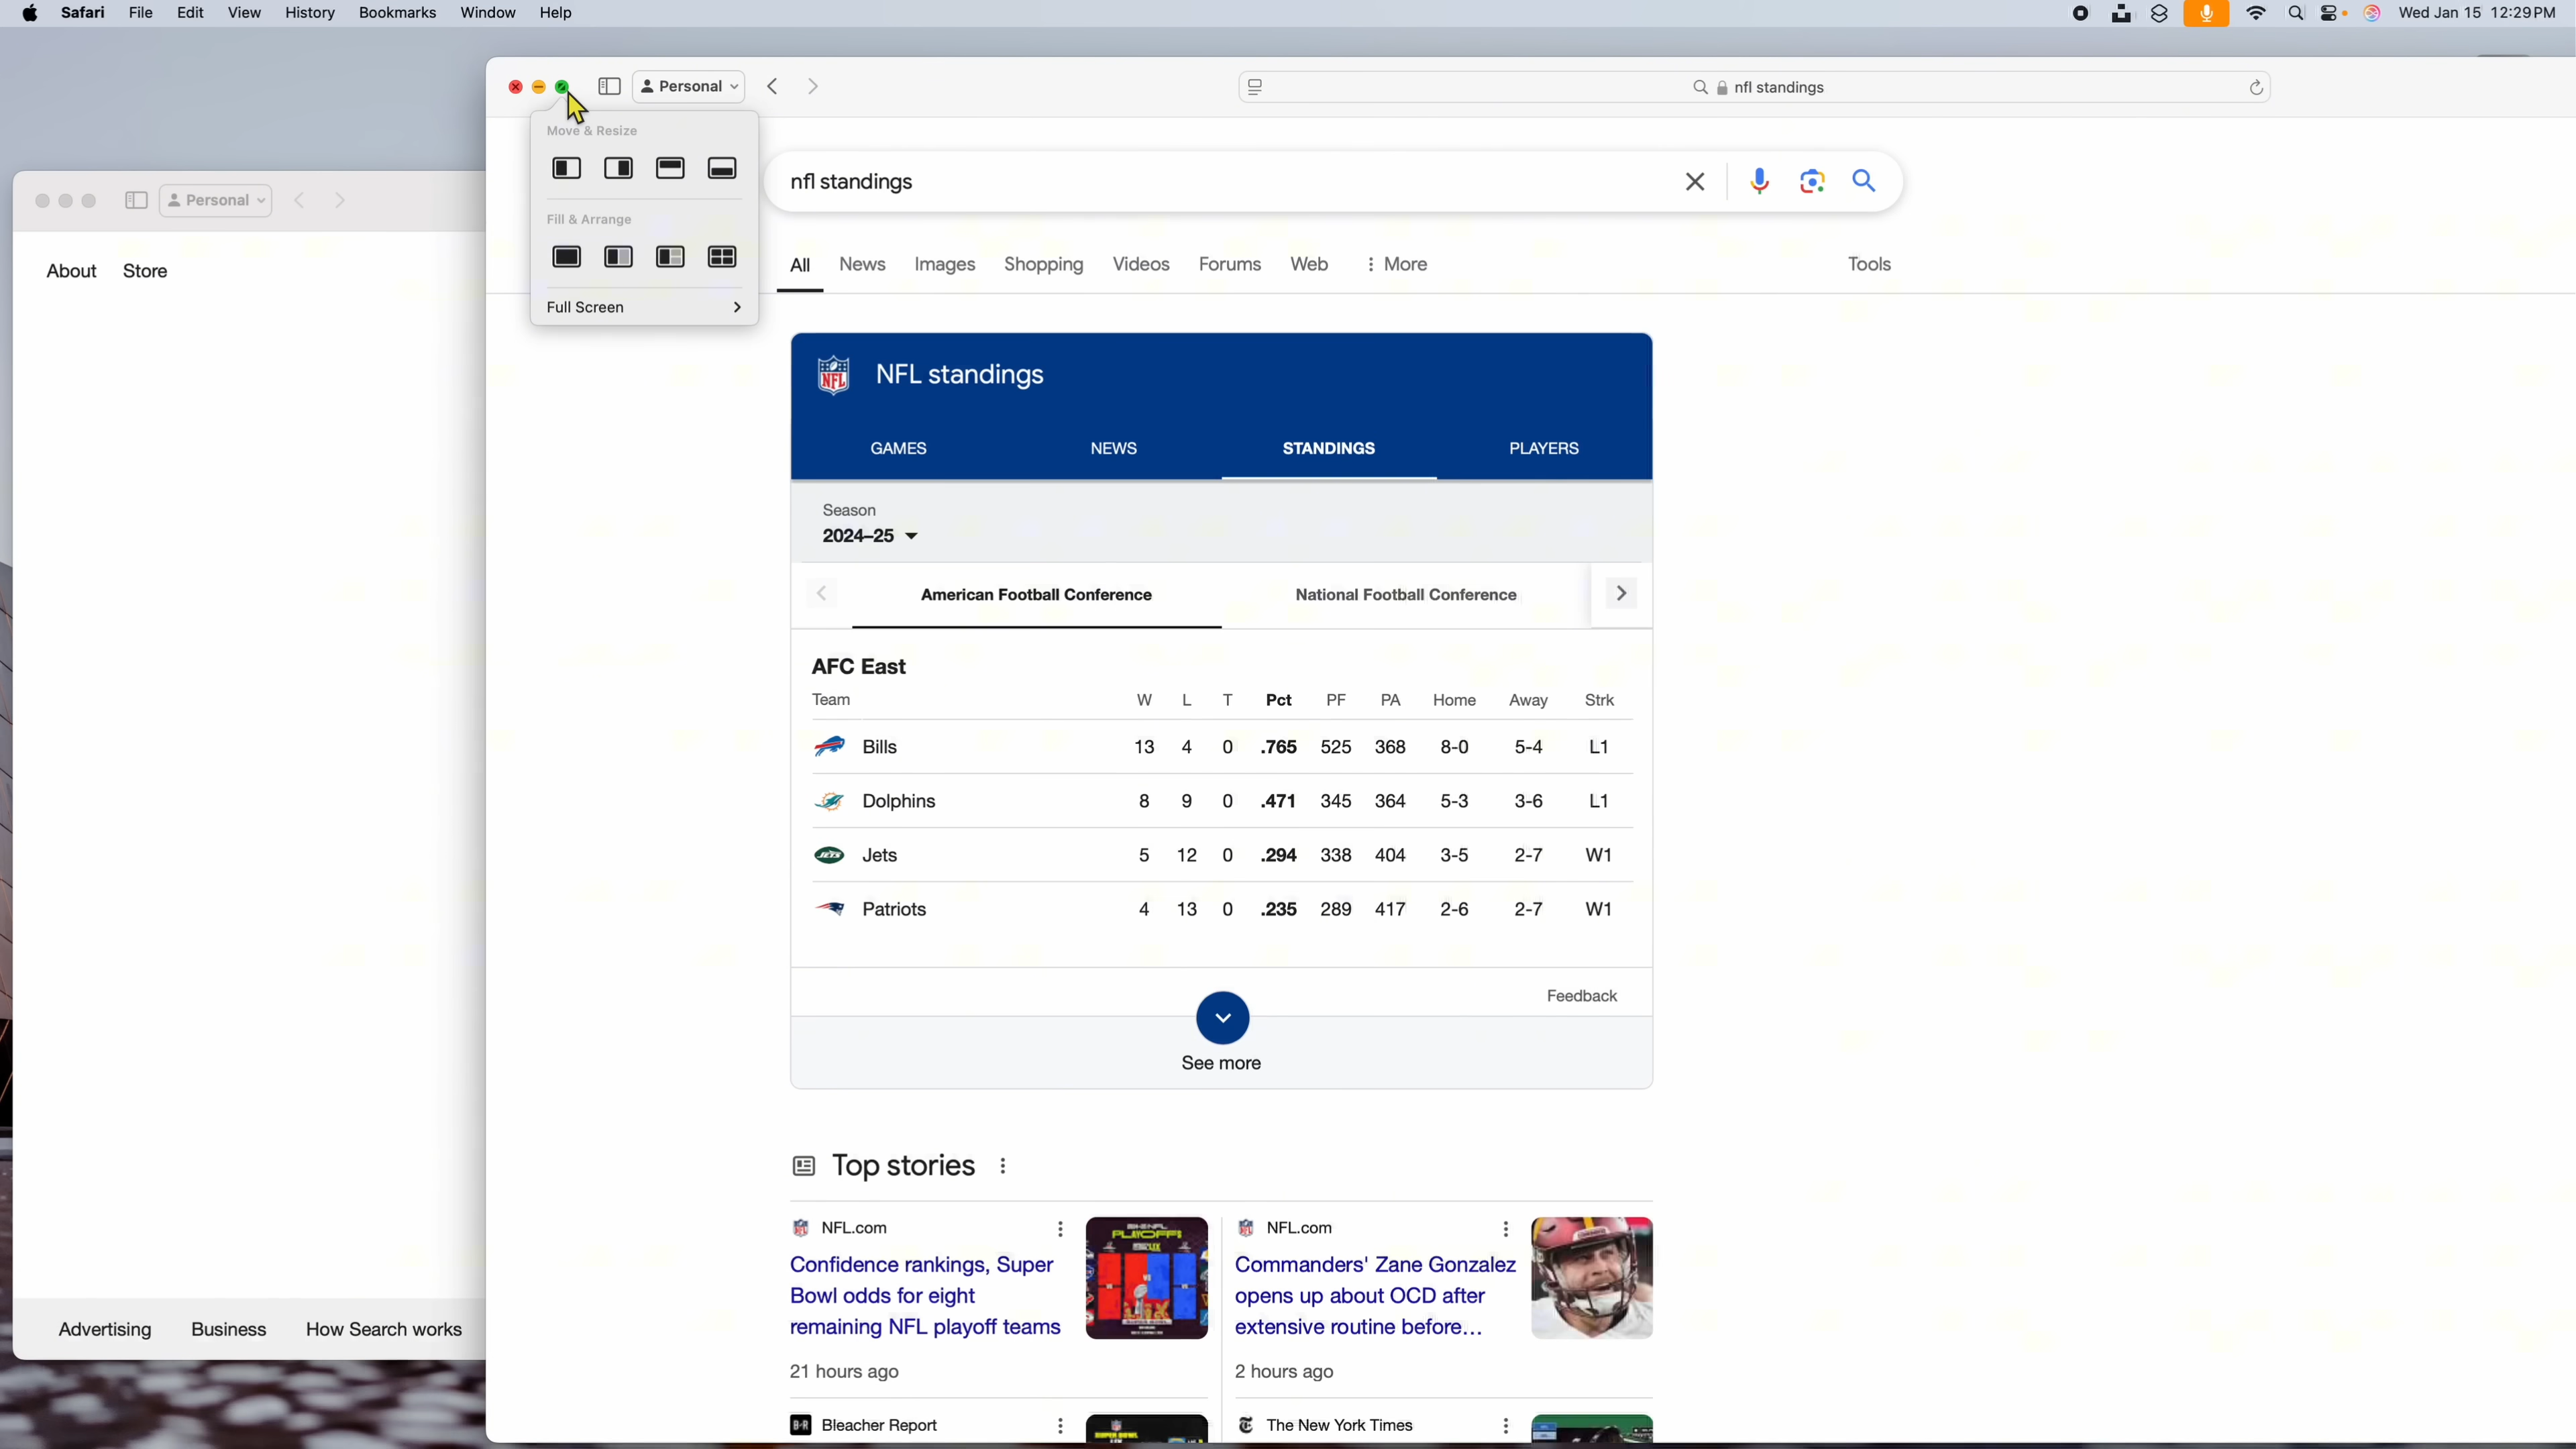 Safari File Edit View History Bookmarks Window Help Wed Jan 15 12:29 PM
Personal nfl standings
Move & Resize
Fill & Arrange
Full Screen
Personal
About Store
Advertising Business How Search works
nfl standings
All News Images Shopping Videos Forums Web More Tools
NFL standings
GAMES NEWS STANDINGS PLAYERS
Season
2024–25
American Football Conference National Football Conference
AFC East
Team W L T Pct PF PA Home Away Strk
Bills 13 4 0 .765 525 368 8-0 5-4 L1
Dolphins 8 9 0 .471 345 364 5-3 3-6 L1
Jets 5 12 0 .294 338 404 3-5 2-7 W1
Patriots 4 13 0 .235 289 417 2-6 2-7 W1
Feedback
See more
Top stories
NFL.com
Confidence rankings, Super
Bowl odds for eight
remaining NFL playoff teams
21 hours ago
NFL.com
Commanders' Zane Gonzalez
opens up about OCD after
extensive routine before...
2 hours ago
Bleacher Report
The New York Times